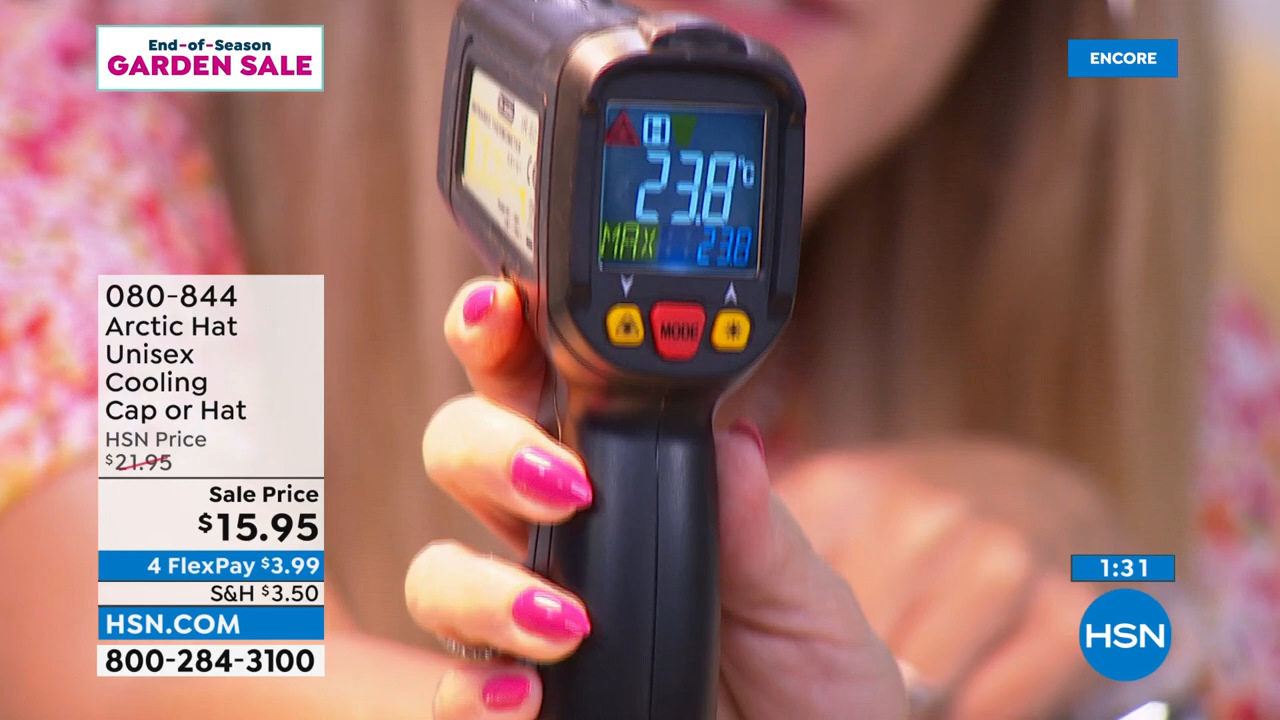 End-of-Season
GARDEN SALE
ENCORE
23.8°C
MAX 23.8
MODE
080-844
Arctic Hat
Unisex
Cooling
Cap or Hat
HSN Price
$21.95
Sale Price
$15.95
4 FlexPay $3.99
S&H $3.50
HSN.COM
800-284-3100
1:31
HSN